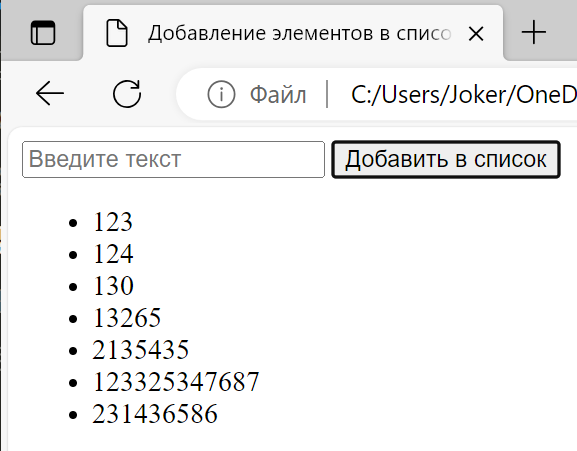 Добавление элементов в списо
Файл C:/Users/Joker/OneD
Введите текст Добавить в список
123
124
130
13265
2135435
123325347687
231436586